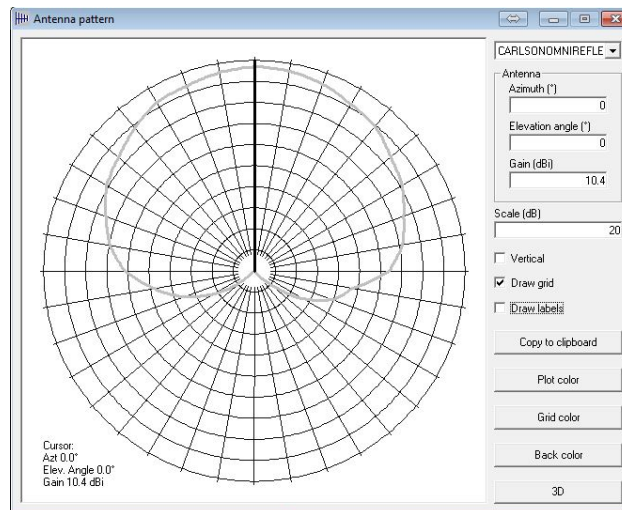 Antenna pattern
CARLSONOMNIREFLE
Antenna
Azimuth (°)
0
Elevation angle (°)
0
Gain (dBi)
10.4
Scale (dB)
20
Vertical
Draw grid
Draw labels
Copy to clipboard
Plot color
Grid color
Back color
3D
Cursor:
Azt 0.0°
Elev. Angle 0.0°
Gain 10.4 dBi